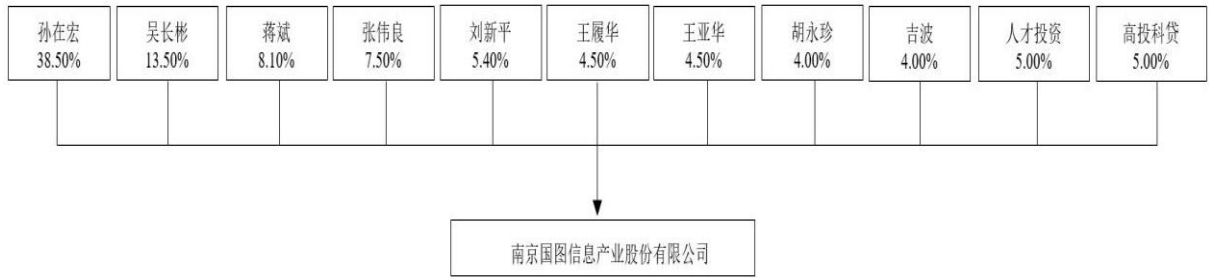 孙在宏
38.50%
吴长彬
13.50%
蒋斌
8.10%
张伟良
7.50%
刘新平
5.40%
王履华
4.50%
王亚华
4.50%
胡永珍
4.00%
吉波
4.00%
人才投资
5.00%
高投科贷
5.00%
南京国图信息产业股份有限公司